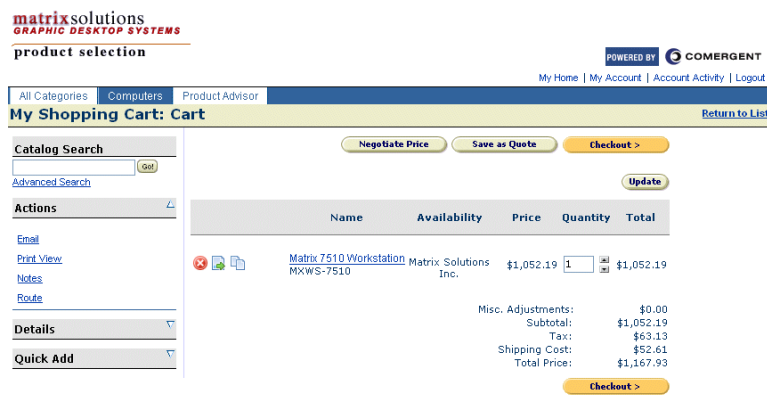 matrixsolutions
GRAPHIC DESKTOP SYSTEMS
product selection
POWERED BY COMERGENT
My Home | My Account | Account Activity | Logout
All Categories Computers Product Advisor
My Shopping Cart: Cart Return to List
Catalog Search
Go!
Advanced Search
Actions
Email
Print View
Notes
Route
Details
Quick Add
Negotiate Price Save as Quote Checkout >
Update
Name Availability Price Quantity Total
Matrix 7510 Workstation Matrix Solutions $1,052.19 1 $1,052.19
MXWS-7510 Inc.
Misc. Adjustments: $0.00
Subtotal: $1,052.19
Tax: $63.13
Shipping Cost: $52.61
Total Price: $1,167.93
Checkout >